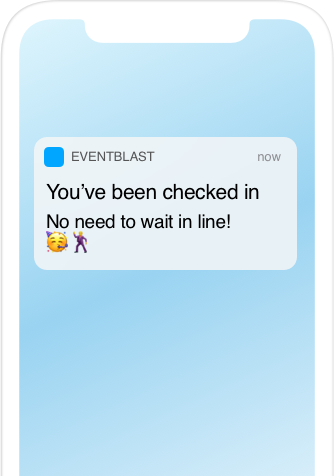 EVENTBLAST now
You’ve been checked in
No need to wait in line!
🥳🕺